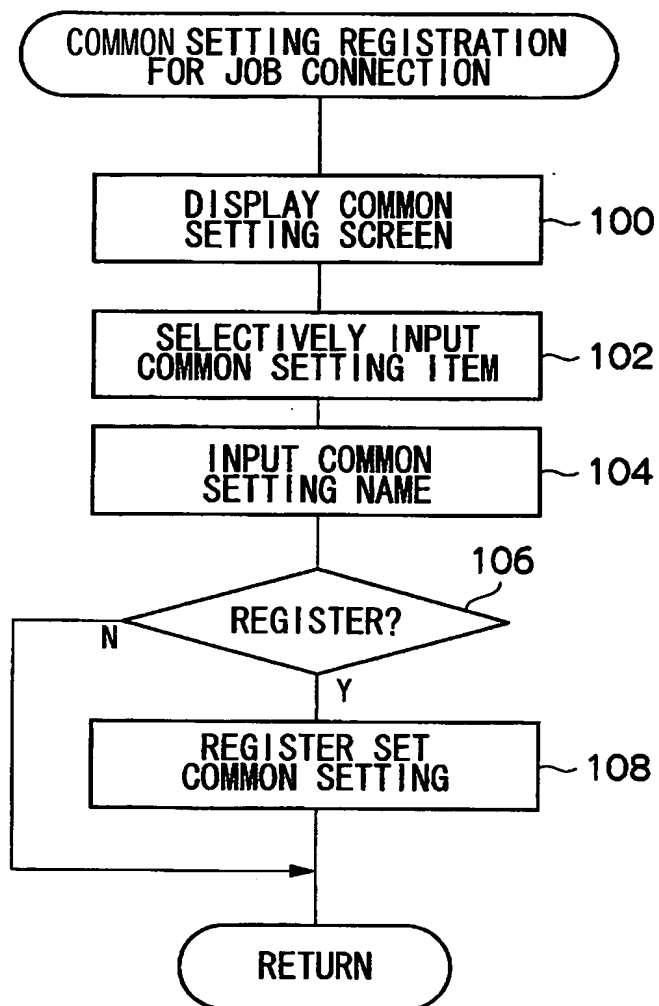 COMMON SETTING REGISTRATION
FOR JOB CONNECTION
DISPLAY COMMON
SETTING SCREEN
100
SELECTIVELY INPUT
COMMON SETTING ITEM
102
INPUT COMMON
SETTING NAME
104
106
REGISTER?
N
Y
REGISTER SET
COMMON SETTING
108
RETURN